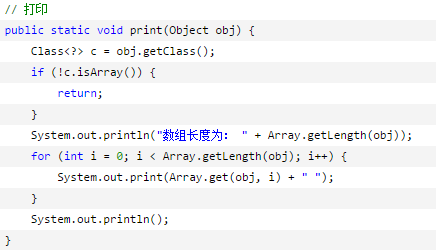 // 打印
public static void print(Object obj) {
    Class<?> c = obj.getClass();
    if (!c.isArray()) {
        return;
    }
    System.out.println("数组长度为： " + Array.getLength(obj));
    for (int i = 0; i < Array.getLength(obj); i++) {
        System.out.print(Array.get(obj, i) + " ");
    }
    System.out.println();
}